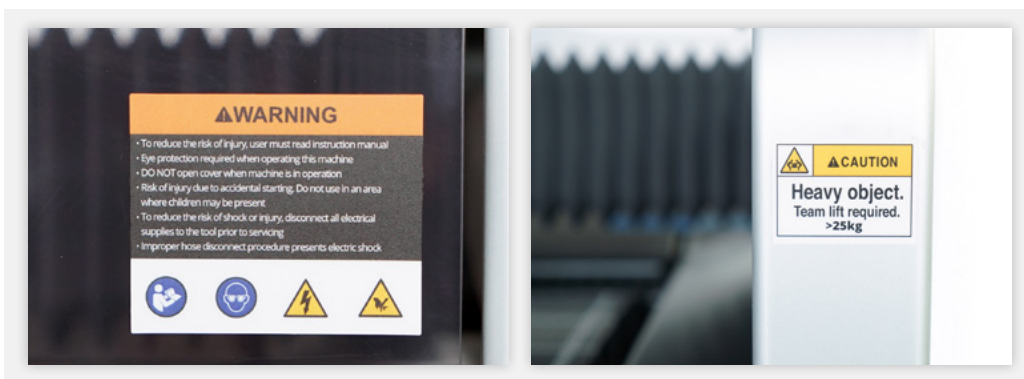 WARNING
· To reduce the risk of injury, user must read instruction manual
· Eye protection required when operating this machine
· DO NOT open cover when machine is in operation
· Risk of injury due to accidental starting. Do not use in an area
where children may be present
· To reduce the risk of shock or injury, disconnect all electrical
supplies to the tool prior to servicing
· Improper hose disconnect procedure presents electric shock
CAUTION
Heavy object.
Team lift required.
>25kg